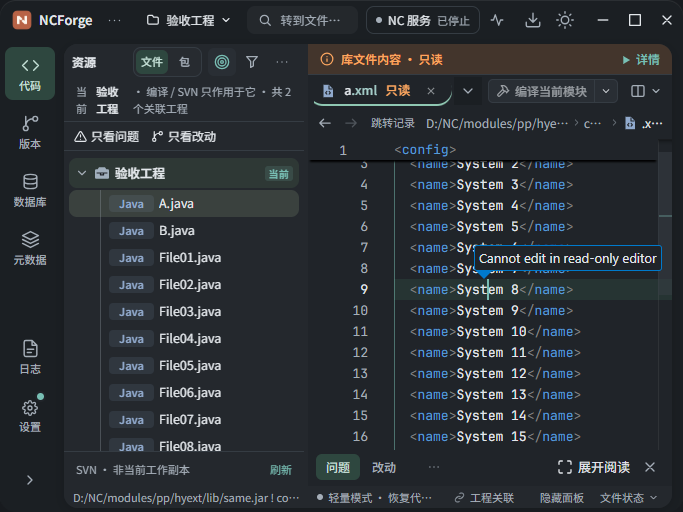 NCForge ··· 验收工程 转到文件··· NC 服务 已停止
代码
版本
数据库
元数据
日志
设置
资源 文件 包 ···
当前 验收工程 • 编译 / SVN 只作用于它 • 共 2 个关联工程
只看问题 只看改动
验收工程 当前
Java A.java
Java B.java
Java File01.java
Java File02.java
Java File03.java
Java File04.java
Java File05.java
Java File06.java
Java File07.java
Java File08.java
SVN • 非当前工作副本 刷新
库文件内容 • 只读 详情
a.xml 只读 × 编译当前模块
跳转记录 D:/NC/modules/pp/hye··· > c··· > .x···
1 <config>
3 <name>System 2</name>
4 <name>System 3</name>
5 <name>System 4</name>
6 <name>System 5</name>
7
Cannot edit in read-only editor
8
9 <name>System 8</name>
10 <name>System 9</name>
11 <name>System 10</name>
12 <name>System 11</name>
13 <name>System 12</name>
14 <name>System 13</name>
15 <name>System 14</name>
16 <name>System 15</name>
问题 改动 ··· 展开阅读 ×
D:/NC/modules/pp/hyext/lib/same.jar ! co··· 轻量模式 • 恢复代··· 工程关联 隐藏面板 文件状态